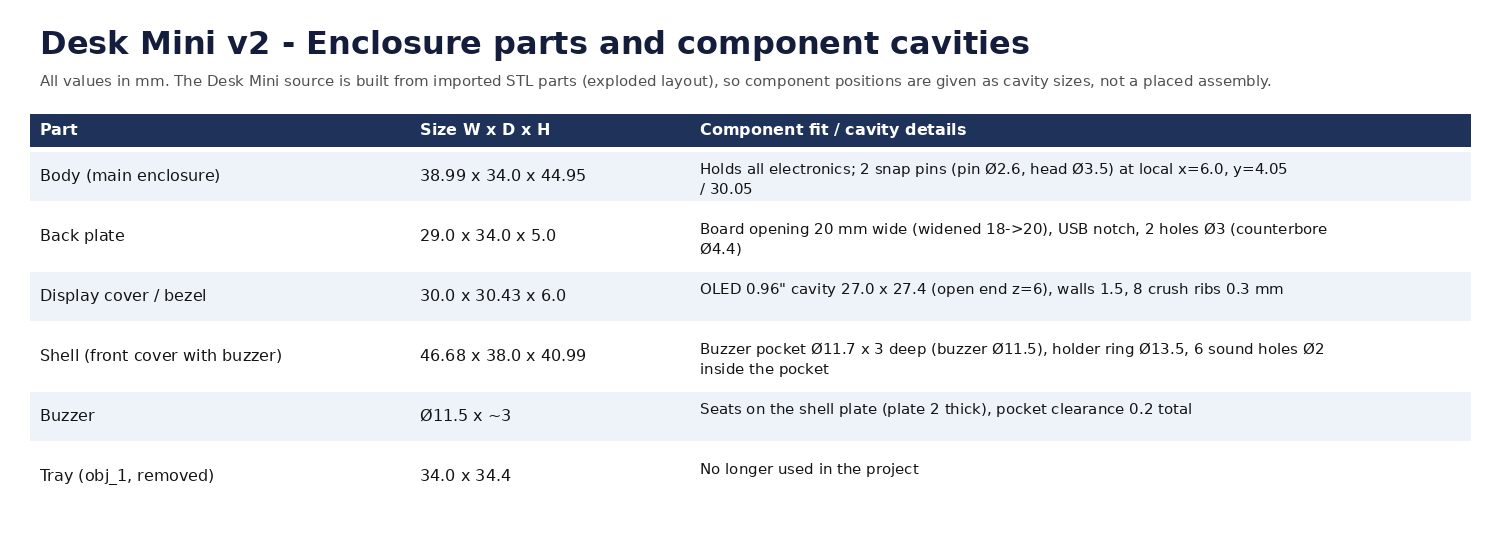 Desk Mini v2 - Enclosure parts and component cavities
All values in mm. The Desk Mini source is built from imported STL parts (exploded layout), so component positions are given as cavity sizes, not a placed assembly.
Part Size W x D x H Component fit / cavity details
Body (main enclosure) 38.99 x 34.0 x 44.95 Holds all electronics; 2 snap pins (pin Ø2.6, head Ø3.5) at local x=6.0, y=4.05
/ 30.05
Back plate 29.0 x 34.0 x 5.0 Board opening 20 mm wide (widened 18->20), USB notch, 2 holes Ø3 (counterbore
Ø4.4)
Display cover / bezel 30.0 x 30.43 x 6.0 OLED 0.96" cavity 27.0 x 27.4 (open end z=6), walls 1.5, 8 crush ribs 0.3 mm
Shell (front cover with buzzer) 46.68 x 38.0 x 40.99 Buzzer pocket Ø11.7 x 3 deep (buzzer Ø11.5), holder ring Ø13.5, 6 sound holes Ø2
inside the pocket
Buzzer Ø11.5 x ~3 Seats on the shell plate (plate 2 thick), pocket clearance 0.2 total
Tray (obj_1, removed) 34.0 x 34.4 No longer used in the project